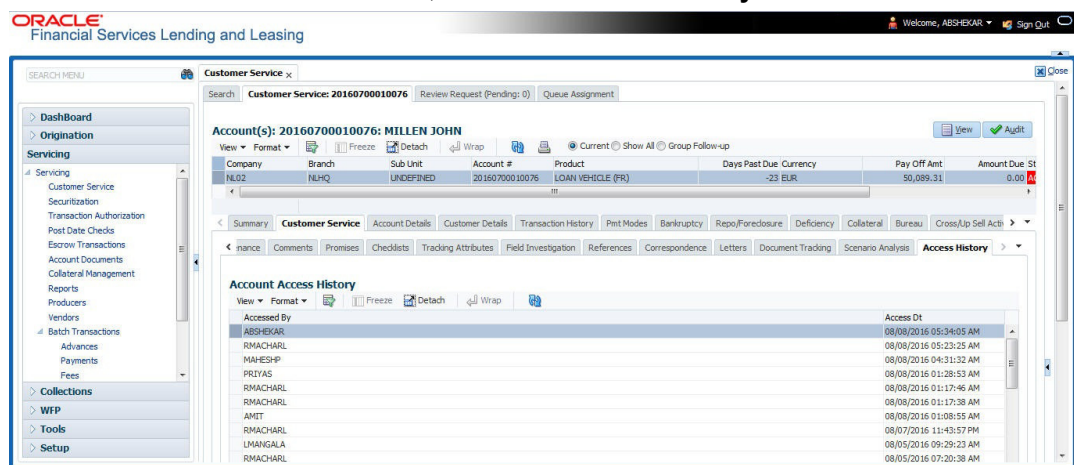 ORACLE®
Financial Services Lending and Leasing
Welcome, ABSHEKAR Sign Out
SEARCH MENU
Customer Service x
Close
Search Customer Service: 20160700010076 Review Request (Pending: 0) Queue Assignment
DashBoard
Origination
Servicing
Servicing
Customer Service
Securitization
Transaction Authorization
Post Date Checks
Escrow Transactions
Account Documents
Collateral Management
Reports
Producers
Vendors
Batch Transactions
Advances
Payments
Fees
Collections
WFP
Tools
Setup
Account(s): 20160700010076: MILLEN JOHN
View Audit
View Format Freeze Detach Wrap Current Show All Group Follow-up
Company Branch Sub Unit Account # Product Days Past Due Currency Pay Off Amt Amount Due St
NL02 NLHQ UNDEFINED 20160700010076 LOAN VEHICLE (FR) -23 EUR 50,089.31 0.00
Summary Customer Service Account Details Customer Details Transaction History Pmt Modes Bankruptcy Repo/Foreclosure Deficiency Collateral Bureau Cross/Up Sell Activ
nance Comments Promises Checklists Tracking Attributes Field Investigation References Correspondence Letters Document Tracking Scenario Analysis Access History
Account Access History
View Format Freeze Detach Wrap
Accessed By Access Dt
ABSHEKAR 08/08/2016 05:34:05 AM
RMACHARL 08/08/2016 05:23:25 AM
MAHESHP 08/08/2016 04:31:32 AM
PRIYAS 08/08/2016 01:28:53 AM
RMACHARL 08/08/2016 01:17:46 AM
RMACHARL 08/08/2016 01:17:38 AM
AMIT 08/08/2016 01:08:55 AM
RMACHARL 08/07/2016 11:43:57 PM
LMANGALA 08/05/2016 09:29:23 AM
RMACHARL 08/05/2016 07:20:38 AM